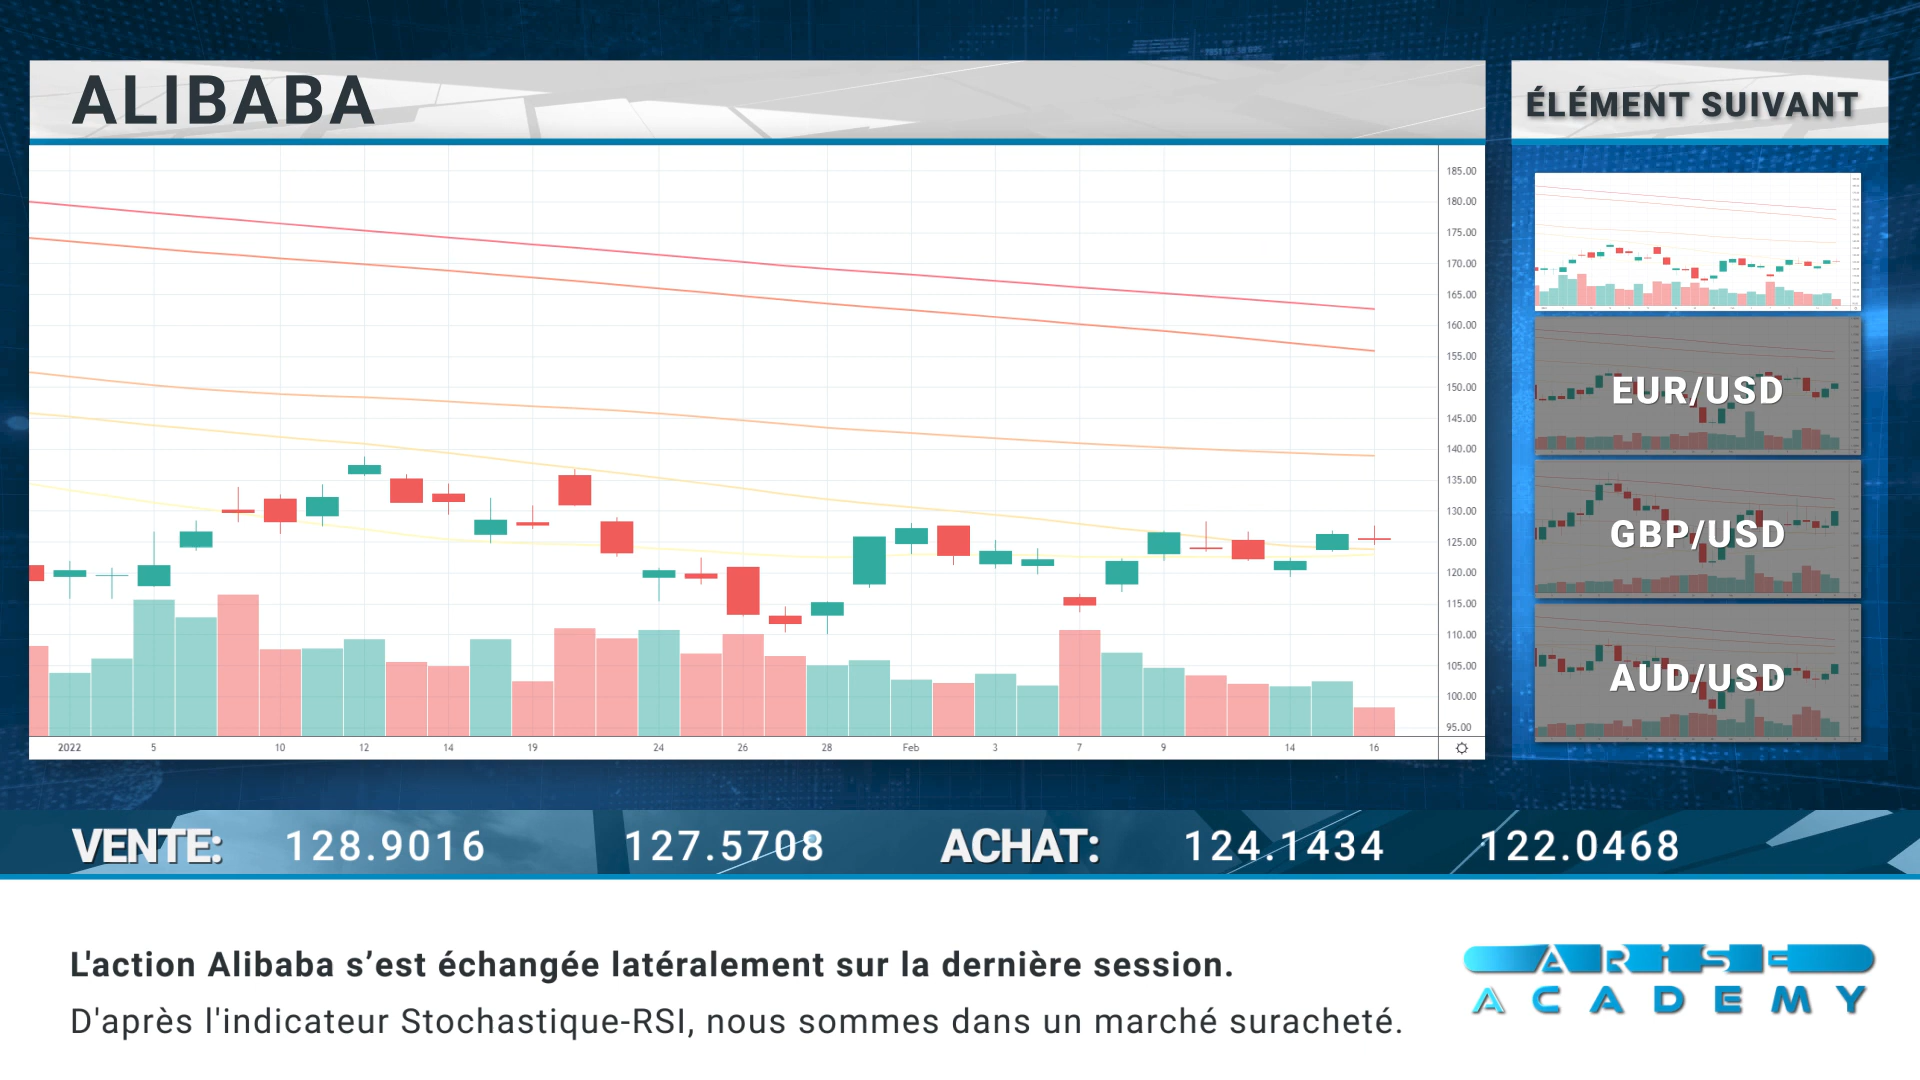 ALIBABA
ÉLÉMENT SUIVANT
185.00
180.00
175.00
170.00
165.00
160.00
155.00
150.00
145.00
140.00
135.00
130.00
125.00
120.00
115.00
110.00
105.00
100.00
95.00
2022 5 10 12 14 19 24 26 28 Feb 3 7 9 14 16
EUR/USD
GBP/USD
AUD/USD
VENTE: 128.9016 127.5708 ACHAT: 124.1434 122.0468
L'action Alibaba s’est échangée latéralement sur la dernière session.
D'après l'indicateur Stochastique-RSI, nous sommes dans un marché suracheté.
ARISE
ACADEMY